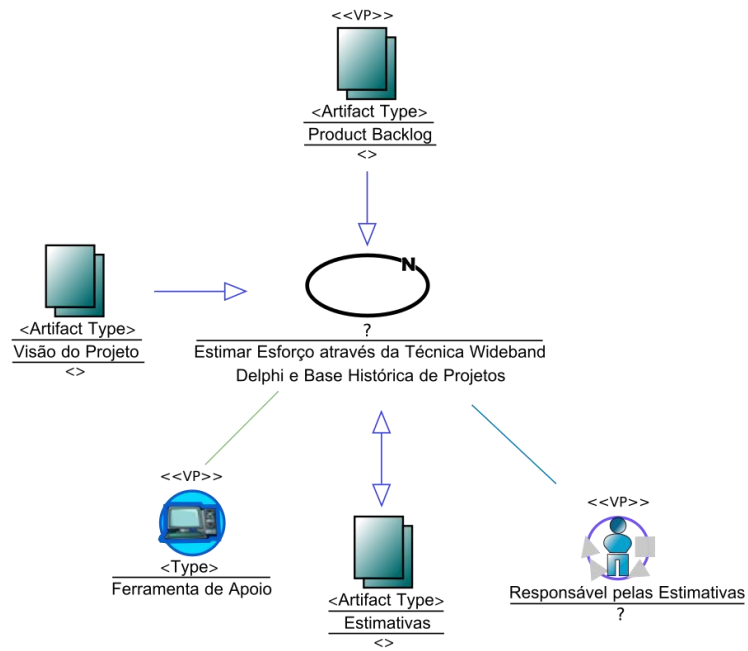 <<VP>>
<Artifact Type>
Product Backlog
<>
N
<Artifact Type>
Visão do Projeto
<>
?
Estimar Esforço através da Técnica Wideband
Delphi e Base Histórica de Projetos
<<VP>>
<Type>
Ferramenta de Apoio
<Artifact Type>
Estimativas
<>
<<VP>>
Responsável pelas Estimativas
?